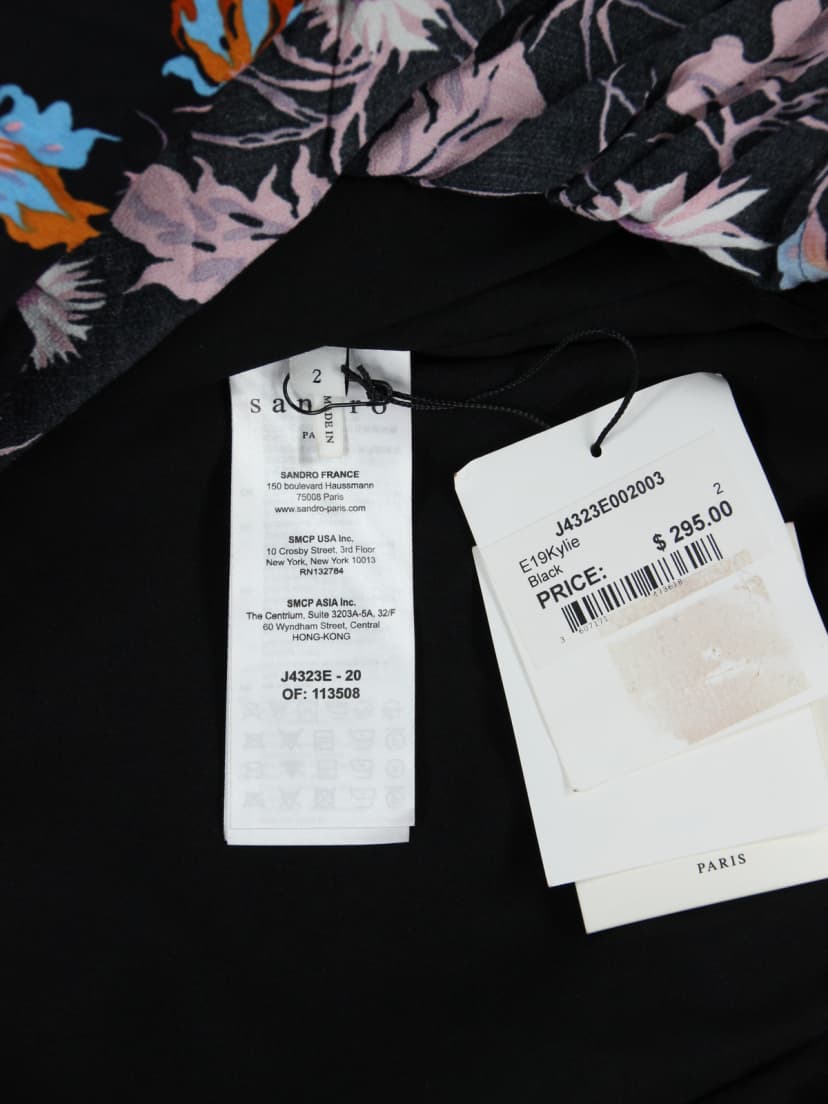 2
san ro
PA
MADE IN
SANDRO FRANCE
150 boulevard Haussmann
75008 Paris
www.sandro-paris.com
SMCP USA Inc.
10 Crosby Street, 3rd Floor
New York, New York 10013
RN132784
SMCP ASIA Inc.
The Centrium, Suite 3203A-5A, 32/F
60 Wyndham Street, Central
HONG-KONG
J4323E - 20
OF: 113508
J4323E002003
2
E19Kylie
Black
PRICE: $ 295.00
PARIS